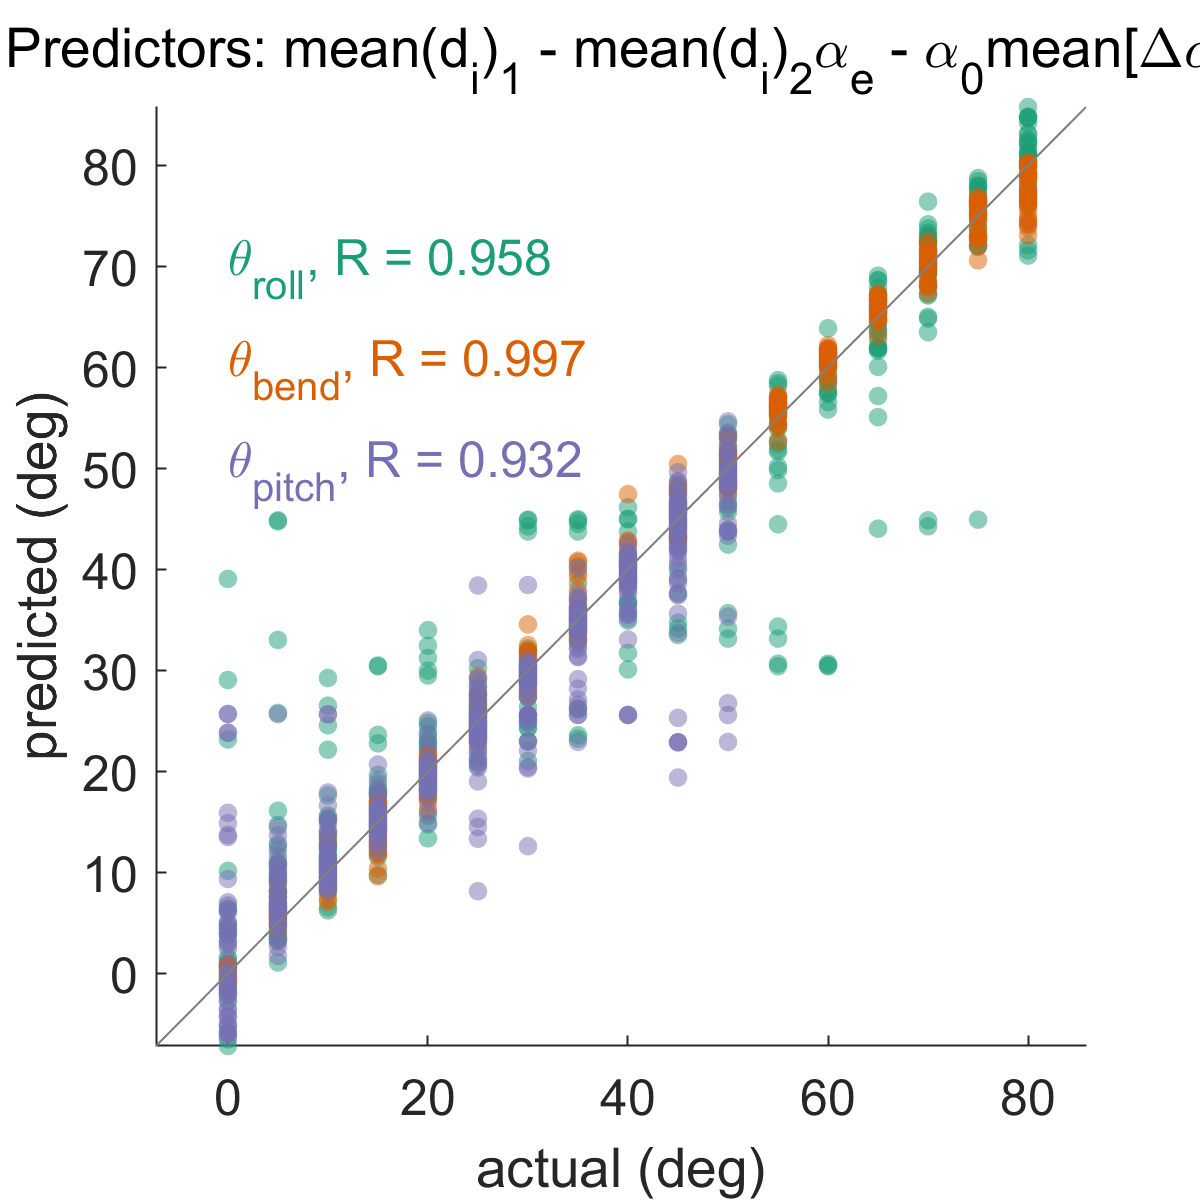 Predictors: mean(dᵢ)₁ - mean(dᵢ)₂αₑ - α₀mean[Δ
80
70
60
50
40
30
20
10
0
predicted (deg)
θroll, R = 0.958
θbend, R = 0.997
θpitch, R = 0.932
0 20 40 60 80
actual (deg)